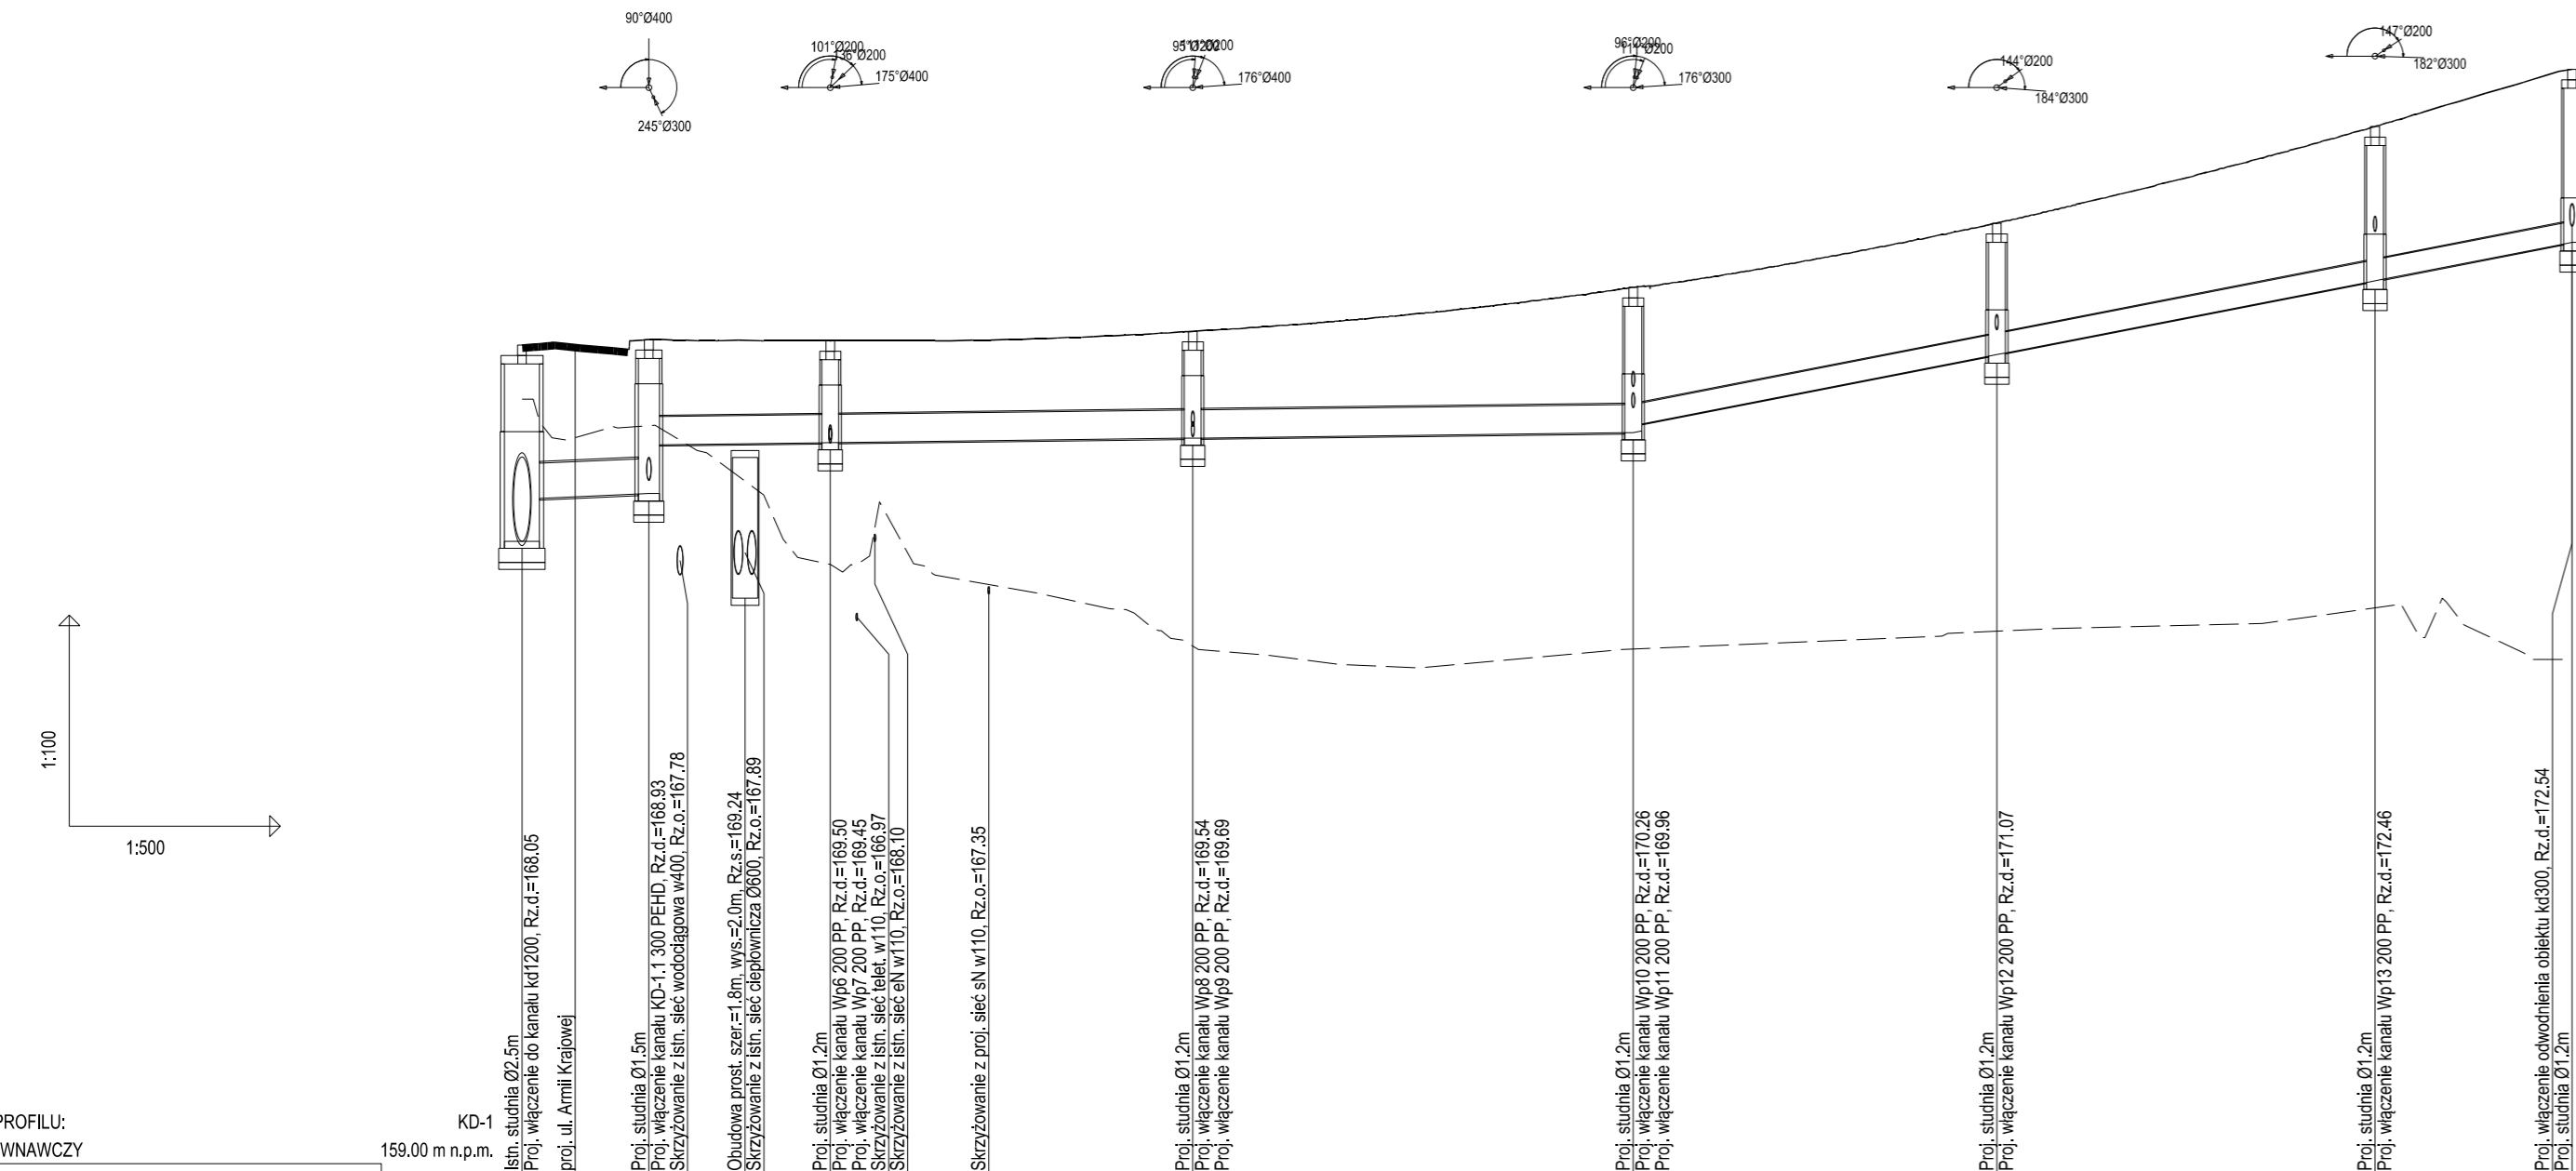 90°Ø400
245°Ø300
101°Ø200
136°Ø200
175°Ø400
95°Ø200
111°Ø200
176°Ø400
96°Ø200
111°Ø200
176°Ø300
144°Ø200
184°Ø300
147°Ø200
182°Ø300
1:100
1:500
PROFILU:
KD-1
WNAWCZY
159.00 m n.p.m.
Istn. studnia Ø2.5m
Proj. włączenie do kanału kd1200, Rz.d.=168.05
proj. ul. Armii Krajowej
Proj. studnia Ø1.5m
Proj. włączenie kanału KD-1.1 300 PEHD, Rz.d.=168.93
Skrzyżowanie z istn. sieć wodociągowa w400, Rz.o.=167.78
Obudowa prost. szer.=1.8m, wys.=2.0m, Rz.s.=169.24
Skrzyżowanie z istn. sieć ciepłownicza Ø600, Rz.o.=167.89
Proj. studnia Ø1.2m
Proj. włączenie kanału Wp6 200 PP, Rz.d.=169.50
Proj. włączenie kanału Wp7 200 PP, Rz.d.=169.45
Skrzyżowanie z istn. sieć telet. w110, Rz.o.=166.97
Skrzyżowanie z istn. sieć eN w110, Rz.o.=168.10
Skrzyżowanie z proj. sieć sN w110, Rz.o.=167.35
Proj. studnia Ø1.2m
Proj. włączenie kanału Wp8 200 PP, Rz.d.=169.54
Proj. włączenie kanału Wp9 200 PP, Rz.d.=169.69
Proj. studnia Ø1.2m
Proj. włączenie kanału Wp10 200 PP, Rz.d.=170.26
Proj. włączenie kanału Wp11 200 PP, Rz.d.=169.96
Proj. studnia Ø1.2m
Proj. włączenie kanału Wp12 200 PP, Rz.d.=171.07
Proj. studnia Ø1.2m
Proj. włączenie kanału Wp13 200 PP, Rz.d.=172.46
Proj. włączenie odwodnienia obiektu kd300, Rz.d.=172.54
Proj. studnia Ø1.2m